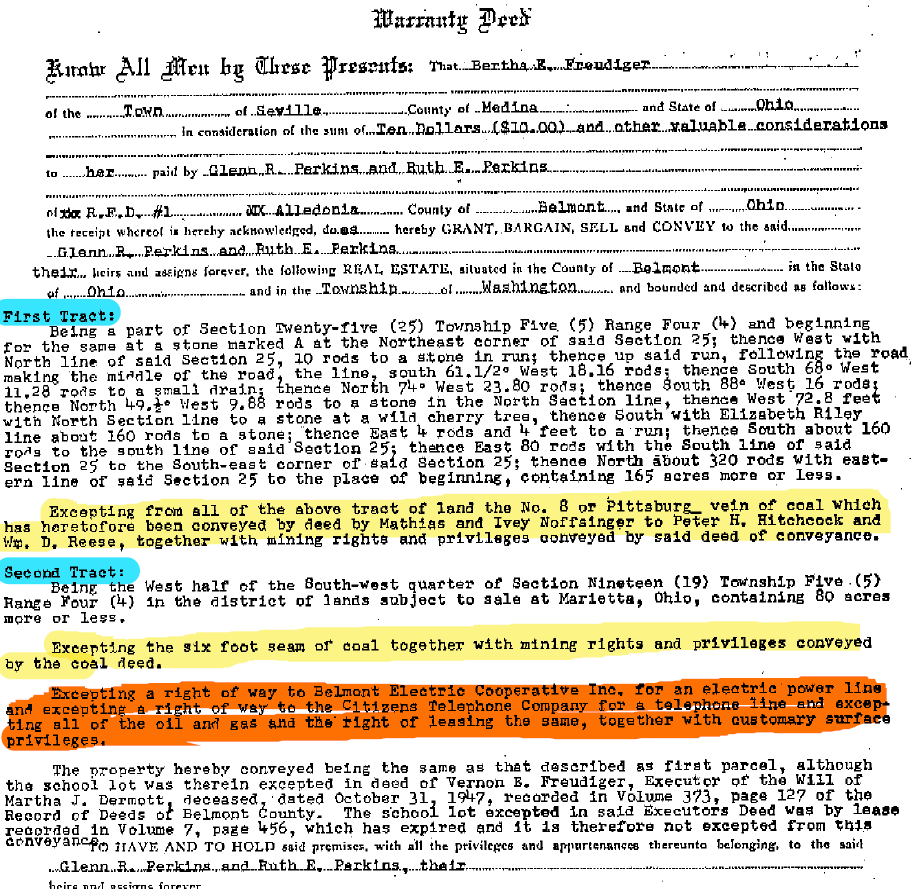 Warranty Deed
Know All Men by These Presents: That Bertha E. Freudiger
of the Town of Seville County of Medina and State of Ohio
in consideration of the sum of Ten Dollars ($10.00) and other valuable considerations
to her paid by Glenn R. Perkins and Ruth E. Perkins
of R.F.D. #1 Alledonia County of Belmont and State of Ohio
the receipt whereof is hereby acknowledged, does hereby GRANT, BARGAIN, SELL and CONVEY to the said
Glenn R. Perkins and Ruth E. Perkins
their heirs and assigns forever, the following REAL ESTATE, situated in the County of Belmont in the State
of Ohio and in the Township of Washington and bounded and described as follows:
First Tract:
Being a part of Section Twenty-five (25) Township Five (5) Range Four (4) and beginning
for the same at a stone marked A at the Northeast corner of said Section 25; thence West with
North line of said Section 25, 10 rods to a stone in run; thence up said run, following the road,
making the middle of the road, the line, south 61.1/2° West 18.16 rods; thence South 68° West
11.28 rods to a small drain; thence North 74° West 23.80 rods; thence South 88° West 16 rods;
thence North 49.½° West 9.88 rods to a stone in the North Section line, thence West 72.8 feet
with North Section line to a stone at a wild cherry tree, thence South with Elizabeth Riley
line about 160 rods to a stone; thence East 4 rods and 4 feet to a run; thence South about 160
rods to the south line of said Section 25; thence East 80 rods with the South line of said
Section 25 to the South-east corner of said Section 25; thence North about 320 rods with east-
ern line of said Section 25 to the place of beginning, containing 165 acres more or less.
Excepting from all of the above tract of land the No. 8 or Pittsburg vein of coal which
has heretofore been conveyed by deed by Mathias and Ivey Noffsinger to Peter H. Hitchcock and
Wm. D. Reese, together with mining rights and privileges conveyed by said deed of conveyance.
Second Tract:
Being the West half of the South-west quarter of Section Nineteen (19) Township Five (5)
Range Four (4) in the district of lands subject to sale at Marietta, Ohio, containing 80 acres
more or less.
Excepting the six foot seam of coal together with mining rights and privileges conveyed
by the coal deed.
Excepting a right of way to Belmont Electric Cooperative Inc. for an electric power line
and excepting a right of way to the Citizens Telephone Company for a telephone line and excep-
ting all of the oil and gas and the right of leasing the same, together with customary surface
privileges.
The property hereby conveyed being the same as that described as first parcel, although
the school lot was therein excepted in deed of Vernon E. Freudiger, Executor of the Will of
Martha J. Dermott, deceased, dated October 31, 1947, recorded in Volume 373, page 127 of the
Record of Deeds of Belmont County. The school lot excepted in said Executors Deed was by lease
recorded in Volume 7, page 456, which has expired and it is therefore not excepted from this
conveyance.
TO HAVE AND TO HOLD said premises, with all the privileges and appurtenances thereunto belonging, to the said
Glenn R. Perkins and Ruth E. Perkins, their
heirs and assigns forever